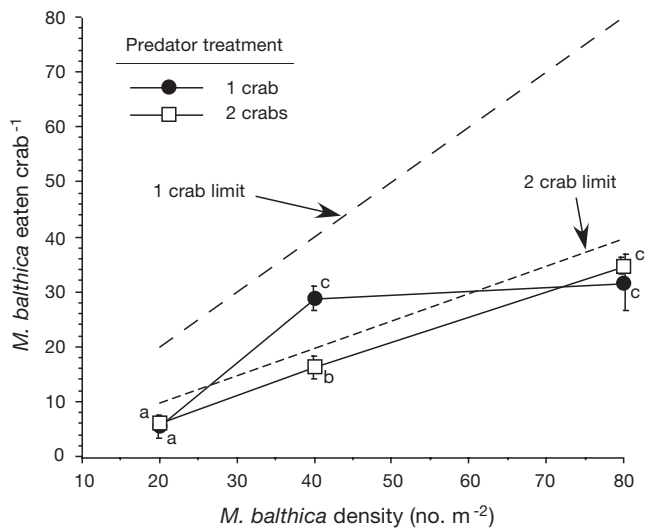 Predator treatment
1 crab
2 crabs
1 crab limit
2 crab limit
M. balthica eaten crab⁻¹
80
70
60
50
40
30
20
10
0
a
a
c
b
c
c
10
20
30
40
50
60
70
80
M. balthica density (no. m⁻²)